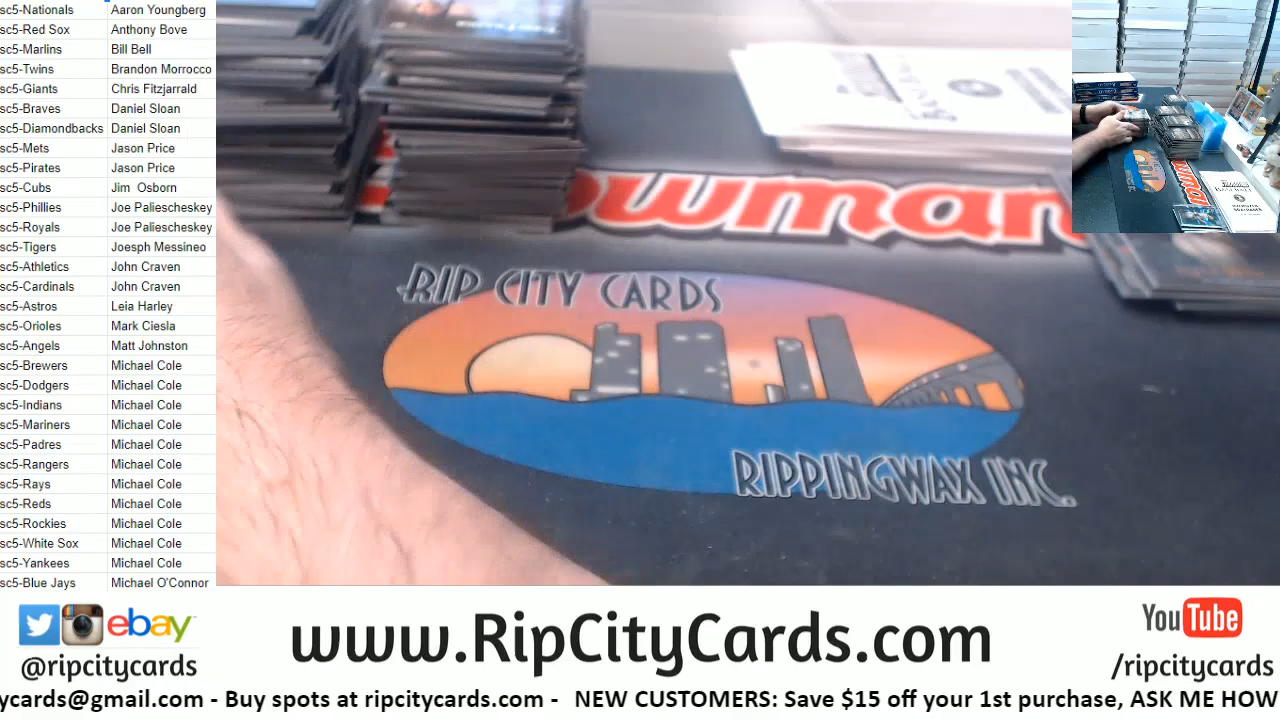 sc5-Nationals Aaron Youngberg
sc5-Red Sox Anthony Bove
sc5-Marlins Bill Bell
sc5-Twins Brandon Morrocco
sc5-Giants Chris Fitzjarrald
sc5-Braves Daniel Sloan
sc5-Diamondbacks Daniel Sloan
sc5-Mets Jason Price
sc5-Pirates Jason Price
sc5-Cubs Jim Osborn
sc5-Phillies Joe Paliescheskey
sc5-Royals Joe Paliescheskey
sc5-Tigers Joesph Messineo
sc5-Athletics John Craven
sc5-Cardinals John Craven
sc5-Astros Leia Harley
sc5-Orioles Mark Ciesla
sc5-Angels Matt Johnston
sc5-Brewers Michael Cole
sc5-Dodgers Michael Cole
sc5-Indians Michael Cole
sc5-Mariners Michael Cole
sc5-Padres Michael Cole
sc5-Rangers Michael Cole
sc5-Rays Michael Cole
sc5-Reds Michael Cole
sc5-Rockies Michael Cole
sc5-White Sox Michael Cole
sc5-Yankees Michael Cole
sc5-Blue Jays Michael O'Connor
owman
RIP CITY CARDS
RIPPINGWAX INC.
BASEBALL
ebay
@ripcitycards
www.RipCityCards.com
YouTube
/ripcitycards
ycards@gmail.com - Buy spots at ripcitycards.com - NEW CUSTOMERS: Save $15 off your 1st purchase, ASK ME HOW